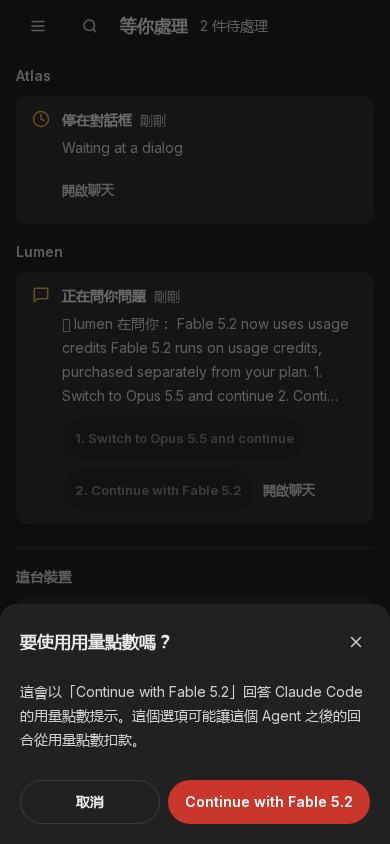 等你處理 2 件待處理
Atlas
停在對話框 剛剛
Waiting at a dialog
開啟聊天
Lumen
正在問你問題 剛剛
lumen 在問你： Fable 5.2 now uses usage
credits Fable 5.2 runs on usage credits,
purchased separately from your plan. 1.
Switch to Opus 5.5 and continue 2. Conti…
1. Switch to Opus 5.5 and continue
2. Continue with Fable 5.2 開啟聊天
這台裝置
要使用用量點數嗎？
這會以「Continue with Fable 5.2」回答 Claude Code
的用量點數提示。這個選項可能讓這個 Agent 之後的回
合從用量點數扣款。
取消 Continue with Fable 5.2